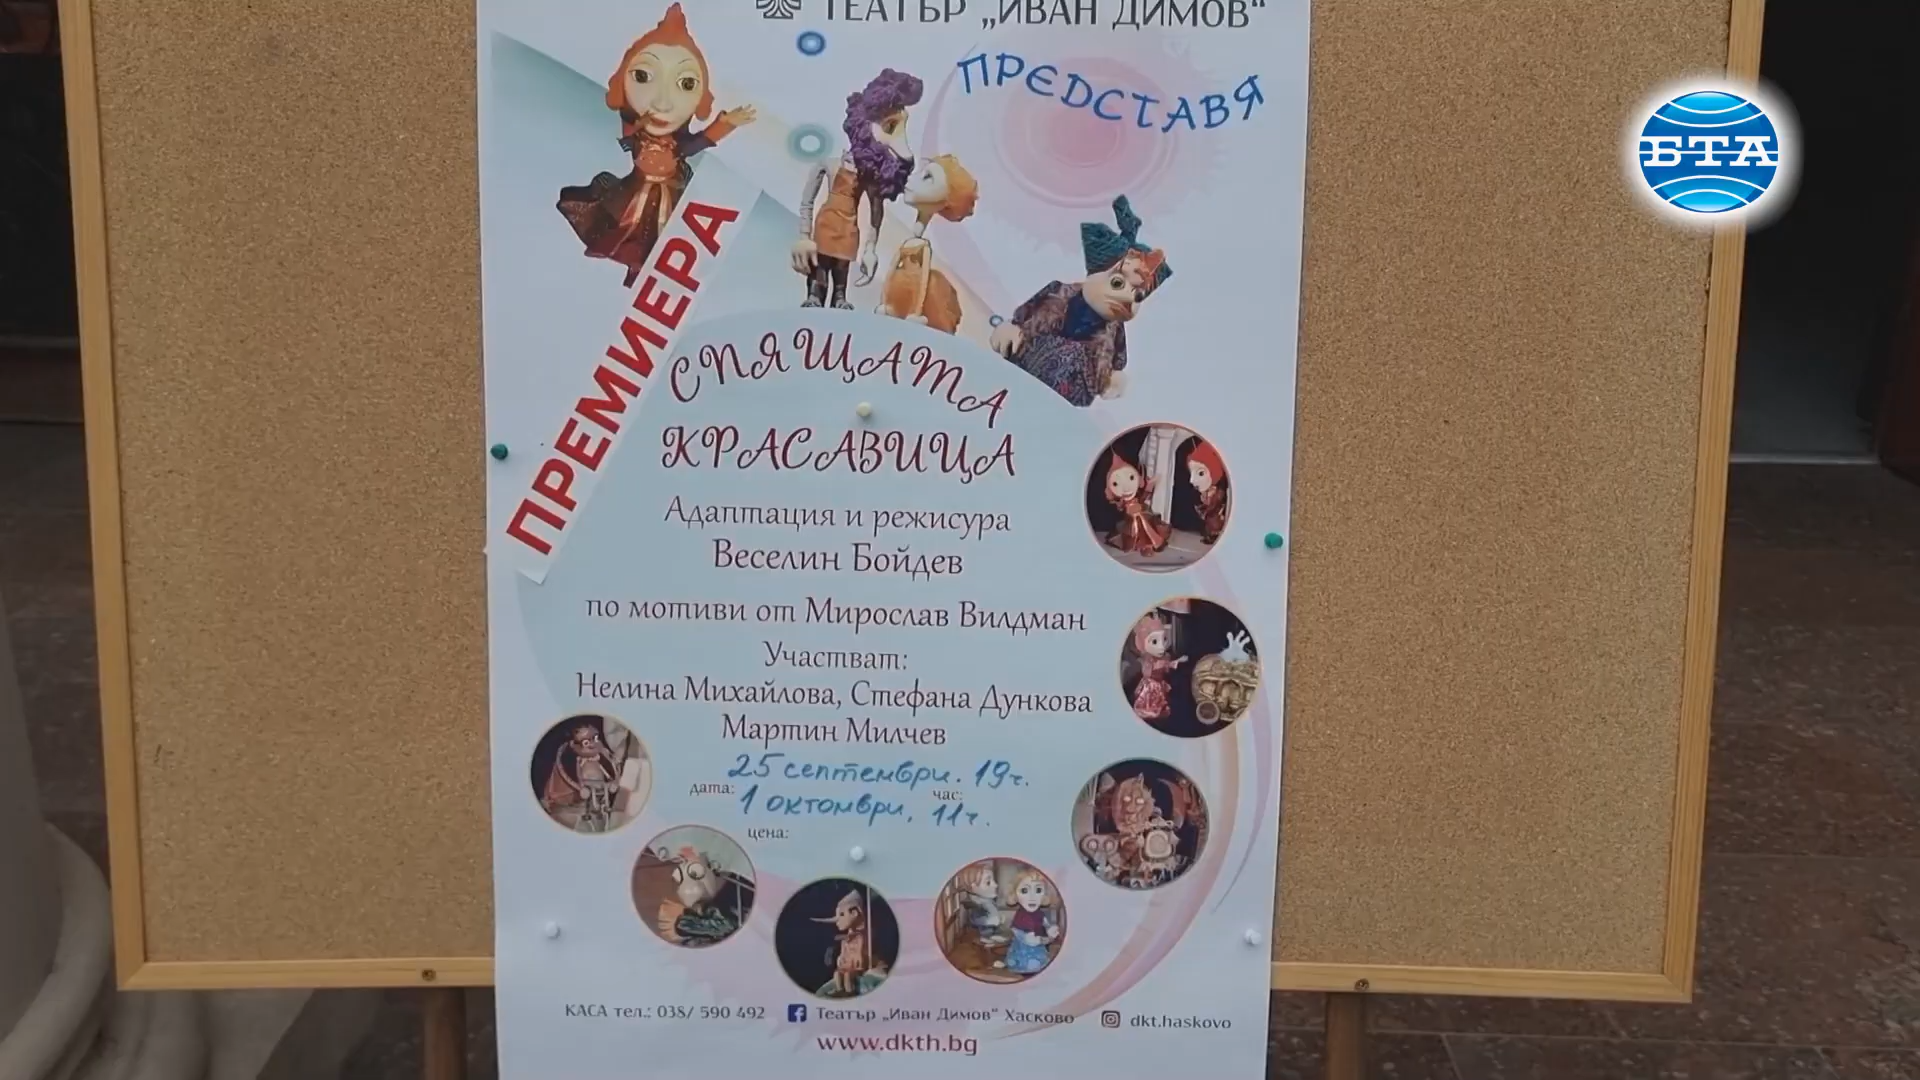 ТЕАТЪР „ИВАН ДИМОВ“
ПРЕДСТАВЯ
БТА
ПРЕМИЕРА
СПЯЩАТА
КРАСАВИЦА
Адаптация и режисура
Веселин Бойдев
по мотиви от Мирослав Вилдман
Участват:
Нелина Михайлова, Стефана Дункова
Мартин Милчев
25 септември. 19ч.
дата: час:
1 октомври, 11ч.
цена:
КАСА тел.: 038/ 590 492 Театър „Иван Димов“ Хасково dkt.haskovo
www.dkth.bg